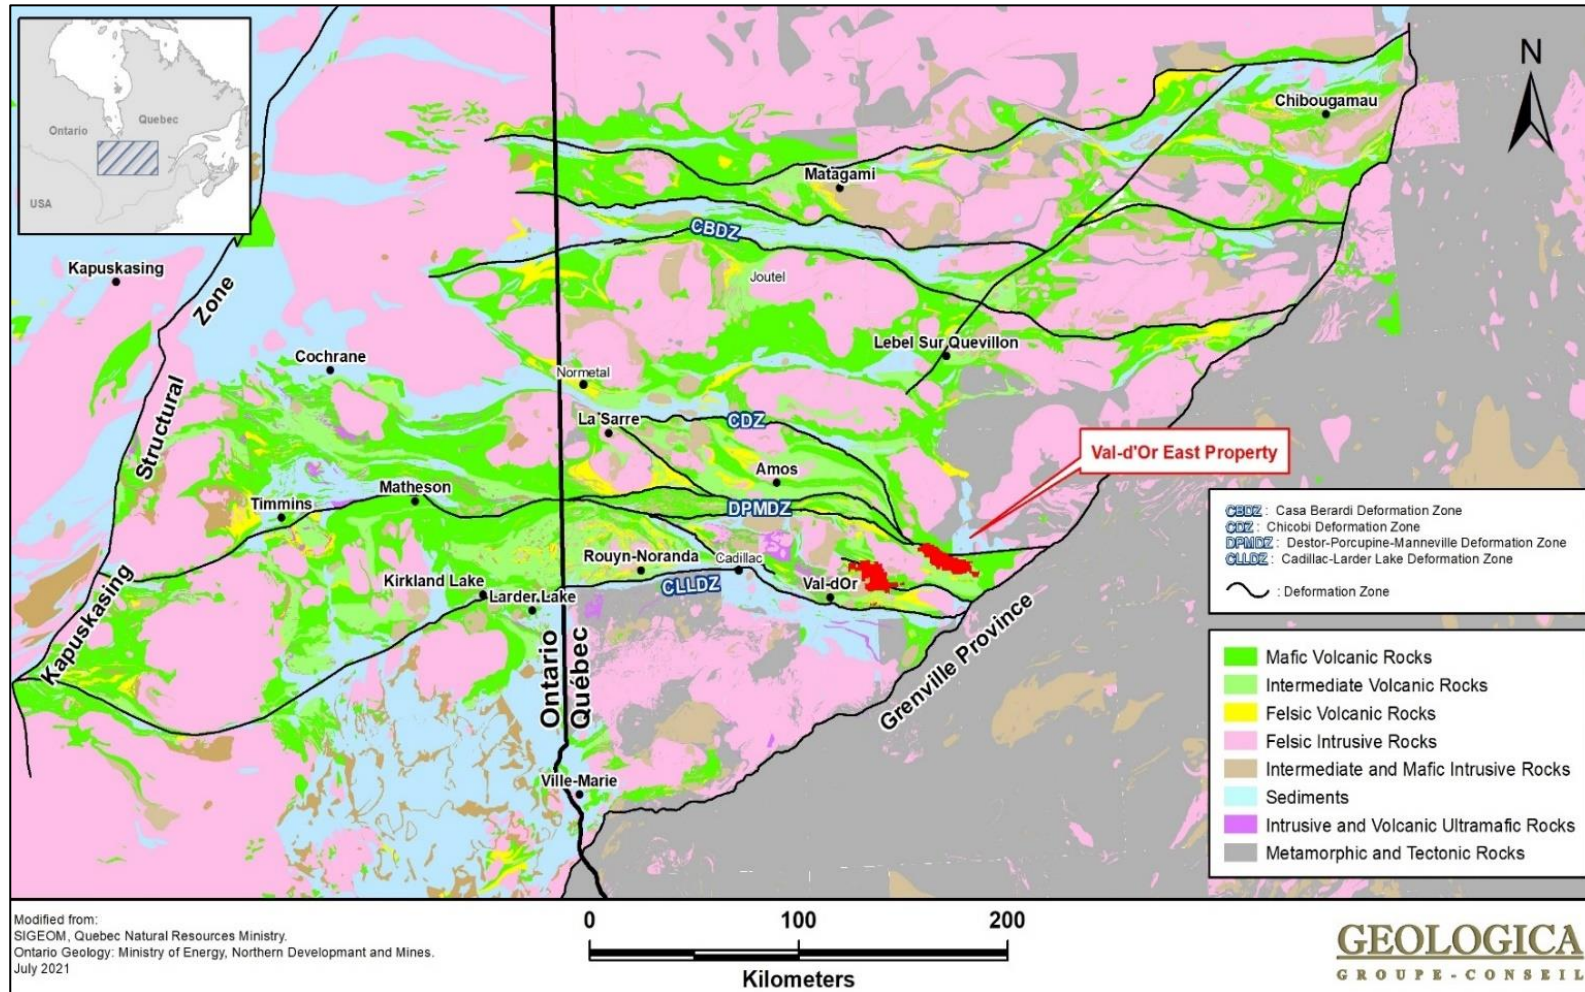 Ontario
Quebec
USA
N
Chibougamau
Matagami
CBDZ
Kapuskasing
Joutel
Zone
Lebel Sur Quevillon
Cochrane
Normetal
La Sarre
CDZ
Structural
Amos
Val-d'Or East Property
Matheson
Timmins
DPMDZ
Rouyn-Noranda
Cadillac
Kirkland Lake
CLLDZ
Val-dOr
Larder Lake
Kapuskasing
Ontario
Québec
Grenville Province
Ville-Marie
CBDZ : Casa Berardi Deformation Zone
CDZ : Chicobi Deformation Zone
DPMDZ : Destor-Porcupine-Manneville Deformation Zone
CLLDZ : Cadillac-Larder Lake Deformation Zone
: Deformation Zone
Mafic Volcanic Rocks
Intermediate Volcanic Rocks
Felsic Volcanic Rocks
Felsic Intrusive Rocks
Intermediate and Mafic Intrusive Rocks
Sediments
Intrusive and Volcanic Ultramafic Rocks
Metamorphic and Tectonic Rocks
Modified from:
SIGEOM, Quebec Natural Resources Ministry.
Ontario Geology: Ministry of Energy, Northern Developmant and Mines.
July 2021
0 100 200
Kilometers
GEOLOGICA
GROUPE-CONSEIL